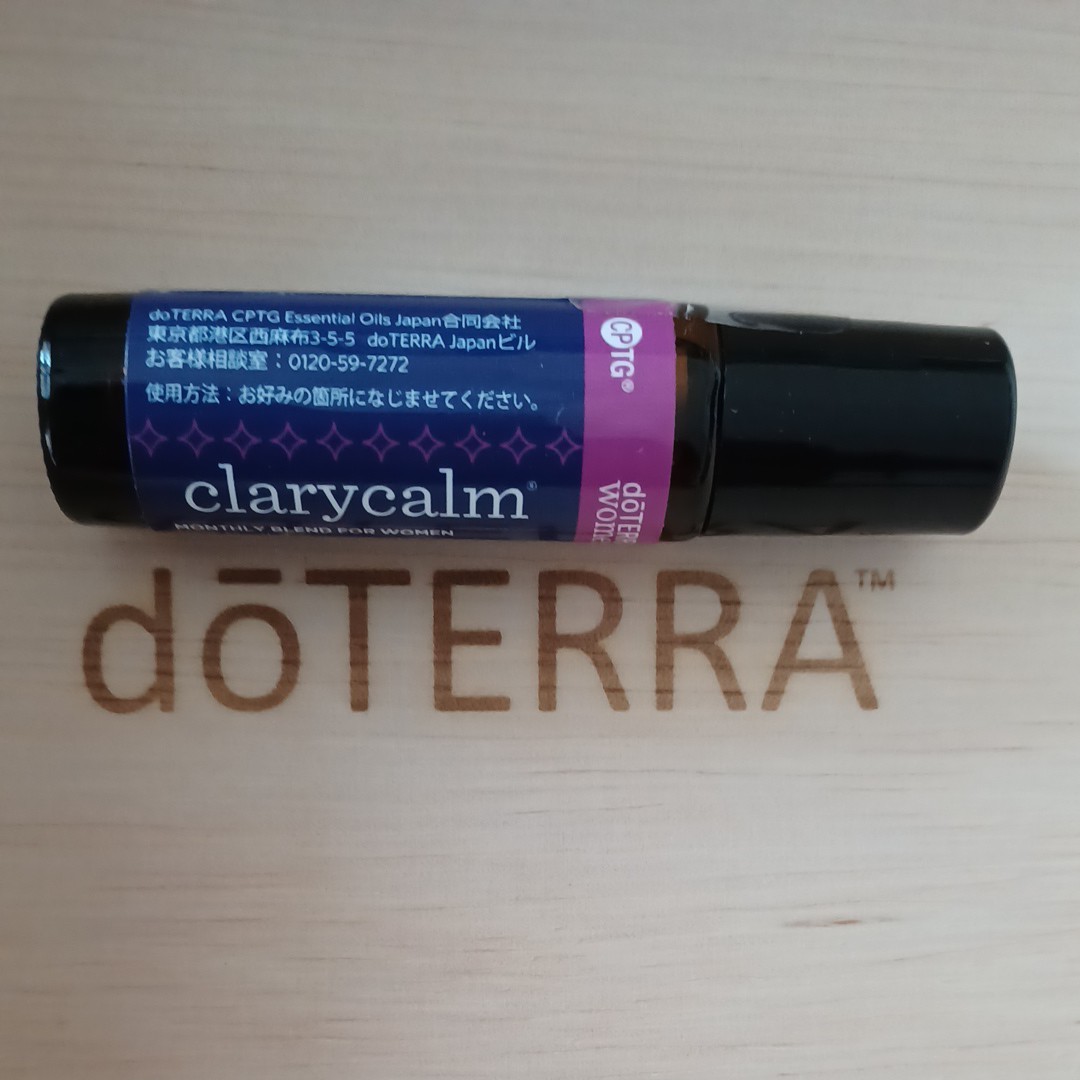 doTERRA CPTG Essential Oils Japan合同会社
東京都港区西麻布3-5-5 doTERRA Japanビル
お客様相談室：0120-59-7272
使用方法：お好みの箇所になじませてください。
clarycalm®
MONTHLY BLEND FOR WOMEN
CPTG®
dōTERR
wome
dōTERRA™